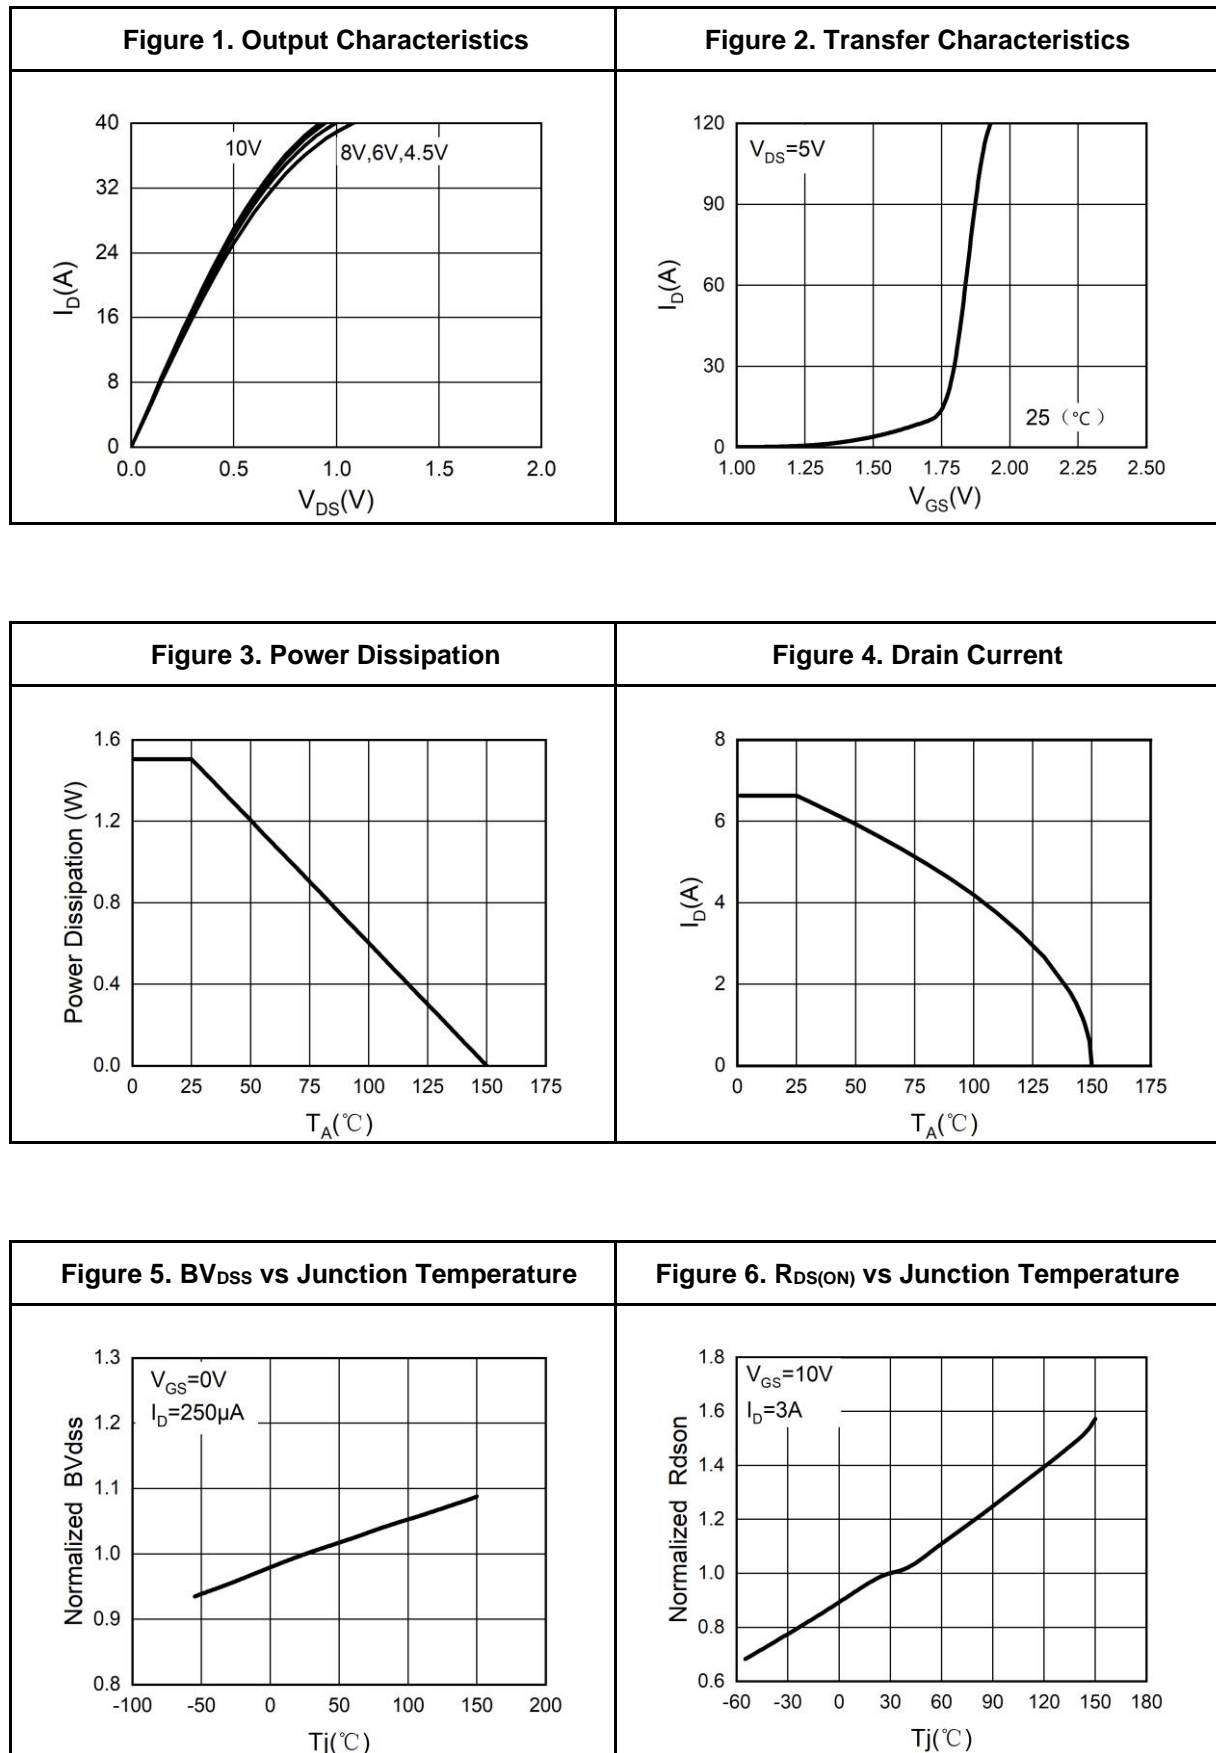 Figure 1. Output Characteristics
Figure 2. Transfer Characteristics
40
32
24
16
8
0
I_D(A)
10V
8V,6V,4.5V
0.0 0.5 1.0 1.5 2.0
V_DS(V)
120
90
60
30
0
I_D(A)
V_DS=5V
25（℃）
1.00 1.25 1.50 1.75 2.00 2.25 2.50
V_GS(V)
Figure 3. Power Dissipation
Figure 4. Drain Current
1.6
1.2
0.8
0.4
0.0
Power Dissipation (W)
0 25 50 75 100 125 150 175
T_A(℃)
8
6
4
2
0
I_D(A)
0 25 50 75 100 125 150 175
T_A(℃)
Figure 5. BV_DSS vs Junction Temperature
Figure 6. R_DS(ON) vs Junction Temperature
1.3
1.2
1.1
1.0
0.9
0.8
Normalized BVdss
V_GS=0V
I_D=250μA
-100 -50 0 50 100 150 200
Tj(℃)
1.8
1.6
1.4
1.2
1.0
0.8
0.6
Normalized Rdson
V_GS=10V
I_D=3A
-60 -30 0 30 60 90 120 150 180
Tj(℃)